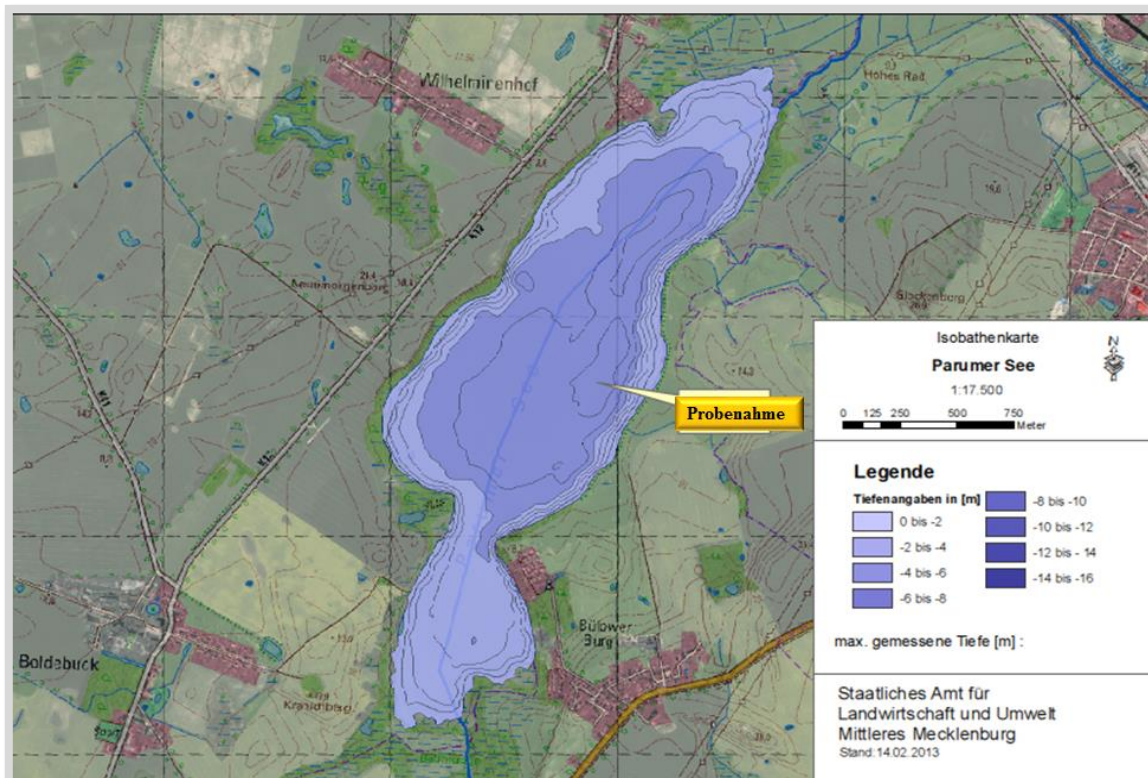 Wilhelminenhof
Hohes Rad
K12
Stockenburg
K11
Probenahme
Bülower
Burg
Boldebuck
Isobathenkarte
Parumer See
1:17.500
N
0 125 250 500 750
Meter
Legende
Tiefenangaben in [m]
0 bis -2
-2 bis -4
-4 bis -6
-6 bis -8
-8 bis -10
-10 bis -12
-12 bis - 14
-14 bis -16
max. gemessene Tiefe [m] :
Staatliches Amt für
Landwirtschaft und Umwelt
Mittleres Mecklenburg
Stand:14.02.2013